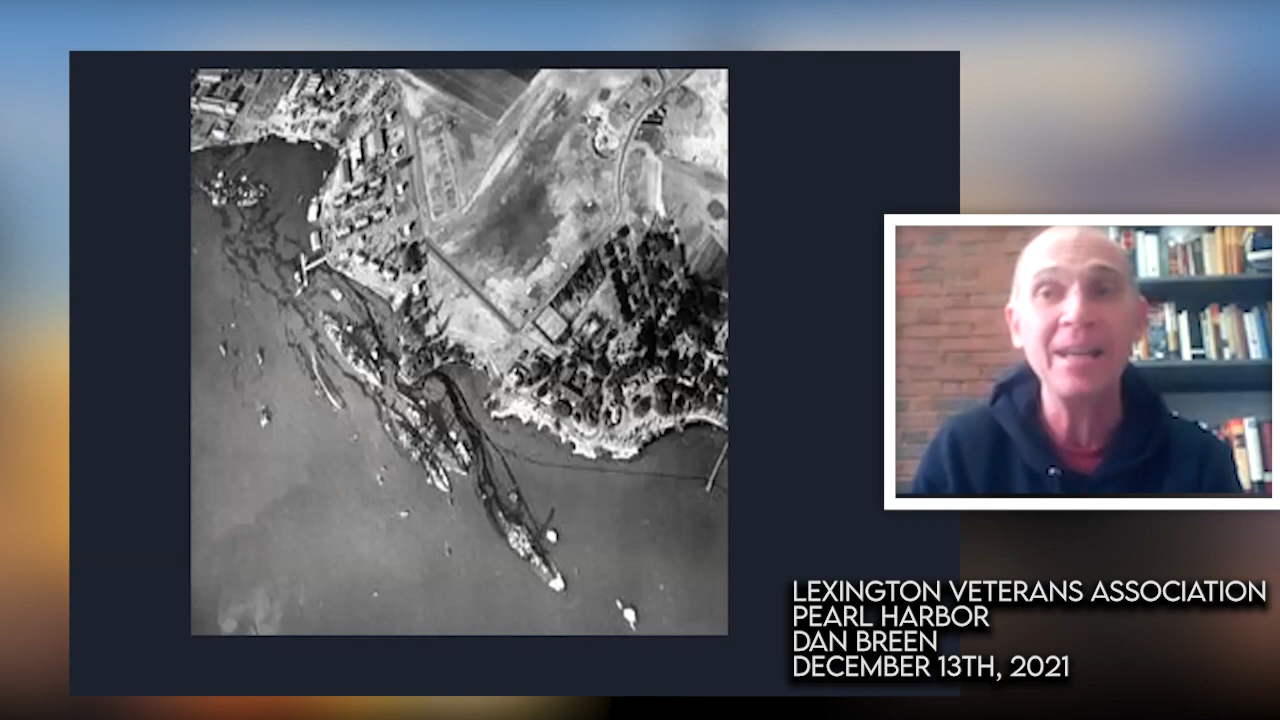 LEXINGTON VETERANS ASSOCIATION
PEARL HARBOR
DAN BREEN
DECEMBER 13TH, 2021